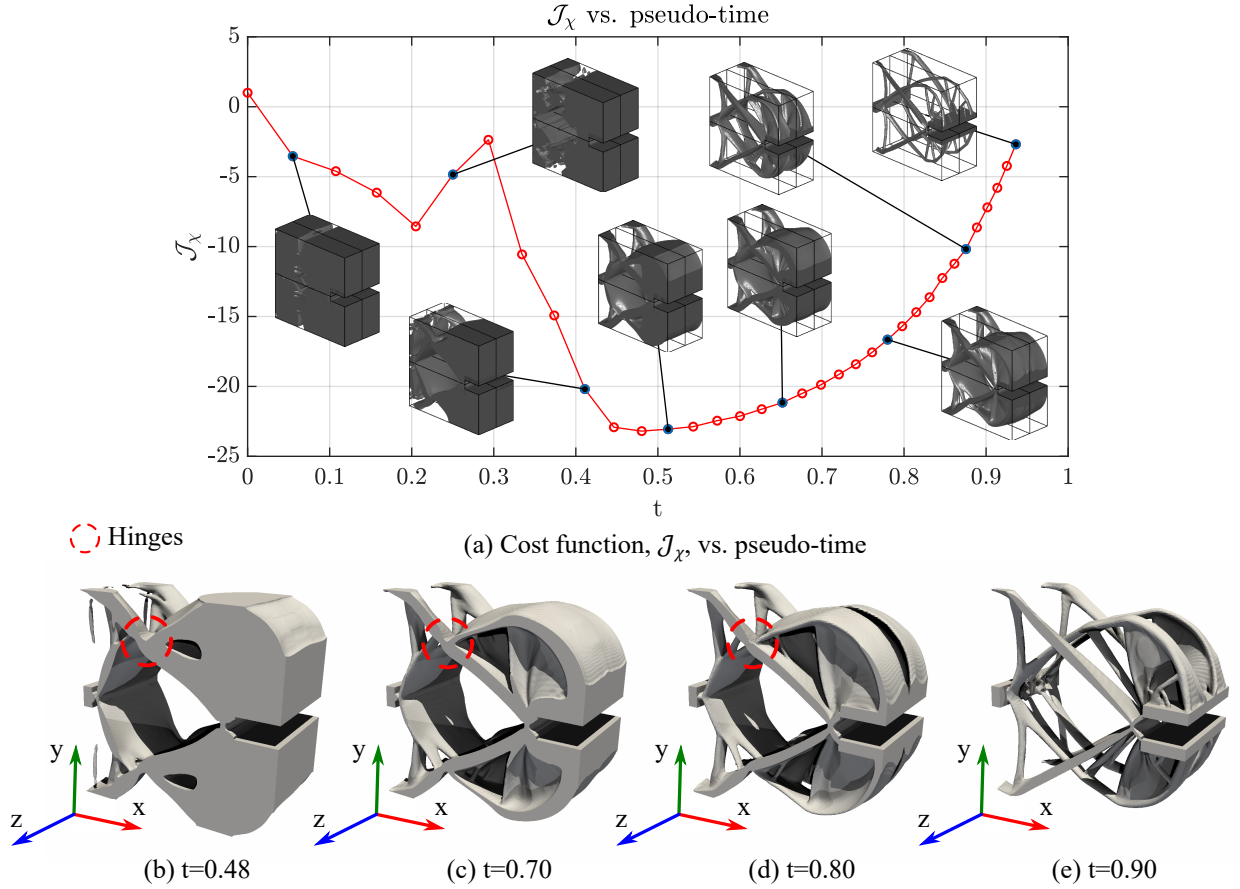 𝒥χ vs. pseudo-time
5
0
-5
-10
-15
-20
-25
𝒥χ
0 0.1 0.2 0.3 0.4 0.5 0.6 0.7 0.8 0.9 1
t
Hinges
(a) Cost function, 𝒥χ, vs. pseudo-time
y x z
y x z
y x z
y x z
(b) t=0.48
(c) t=0.70
(d) t=0.80
(e) t=0.90